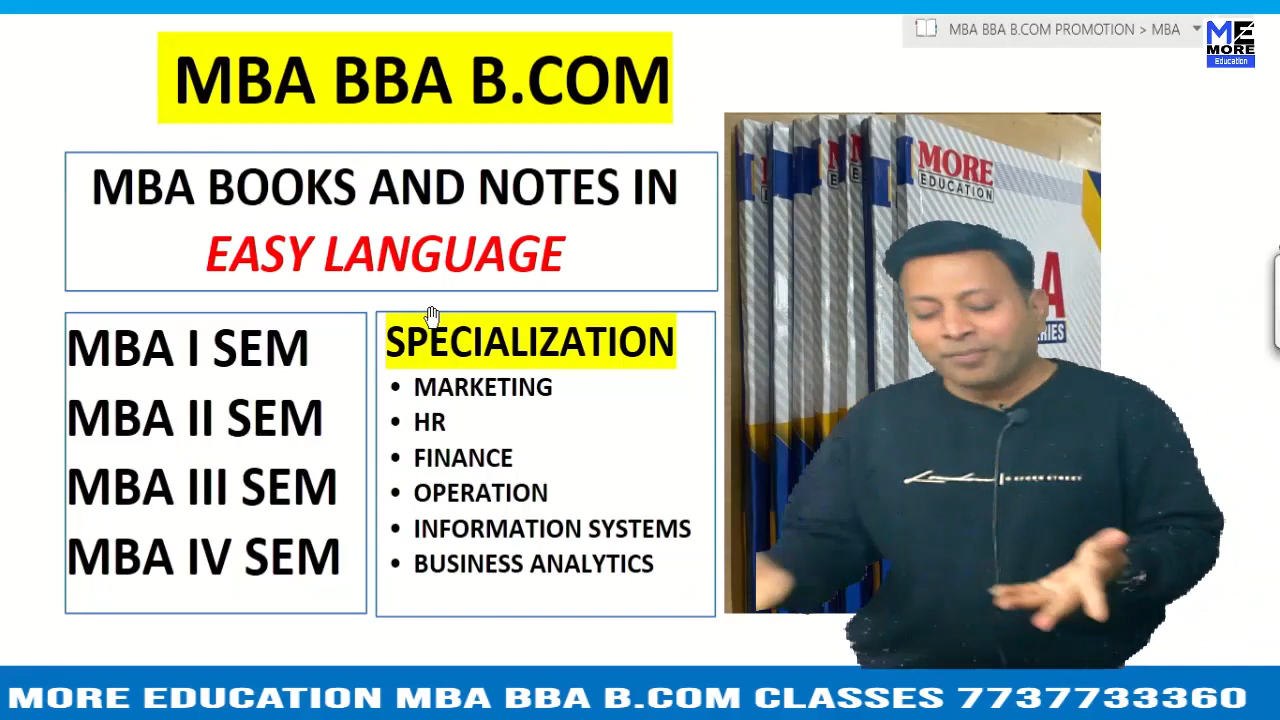 MBA BBA B.COM PROMOTION > MBA
ME
MORE
Education
MBA BBA B.COM
MBA BOOKS AND NOTES IN
EASY LANGUAGE
MBA I SEM
MBA II SEM
MBA III SEM
MBA IV SEM
SPECIALIZATION
• MARKETING
• HR
• FINANCE
• OPERATION
• INFORMATION SYSTEMS
• BUSINESS ANALYTICS
MORE
EDUCATION
MORE EDUCATION MBA BBA B.COM CLASSES 7737733360